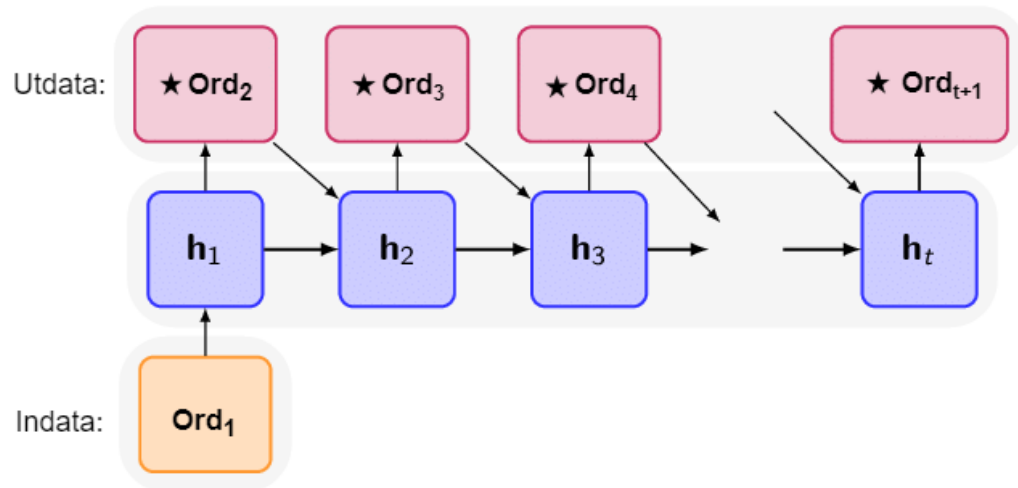 Utdata:
★ Ord₂
★ Ord₃
★ Ord₄
★ Ordₜ₊₁
h₁
h₂
h₃
hₜ
Indata:
Ord₁